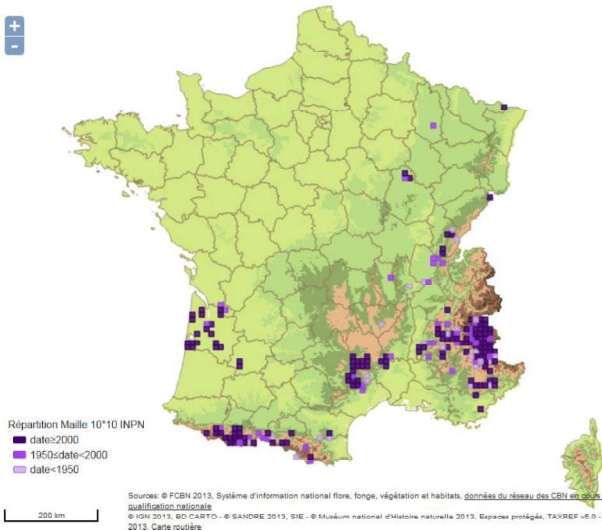 +
-
Répartition Maille 10*10 INPN
date≥2000
1950≤date<2000
date<1950
200 km
Sources: © FCBN 2013, Système d'information national flore, fonge, végétation et habitats, données du réseau des CBN en cours
qualification nationale
© IGN 2013, BD CARTO - © SANDRE 2013, SIE - © Muséum national d'Histoire naturelle 2013, Espaces protégés, TAXREF v6.0 -
2013. Carte routière